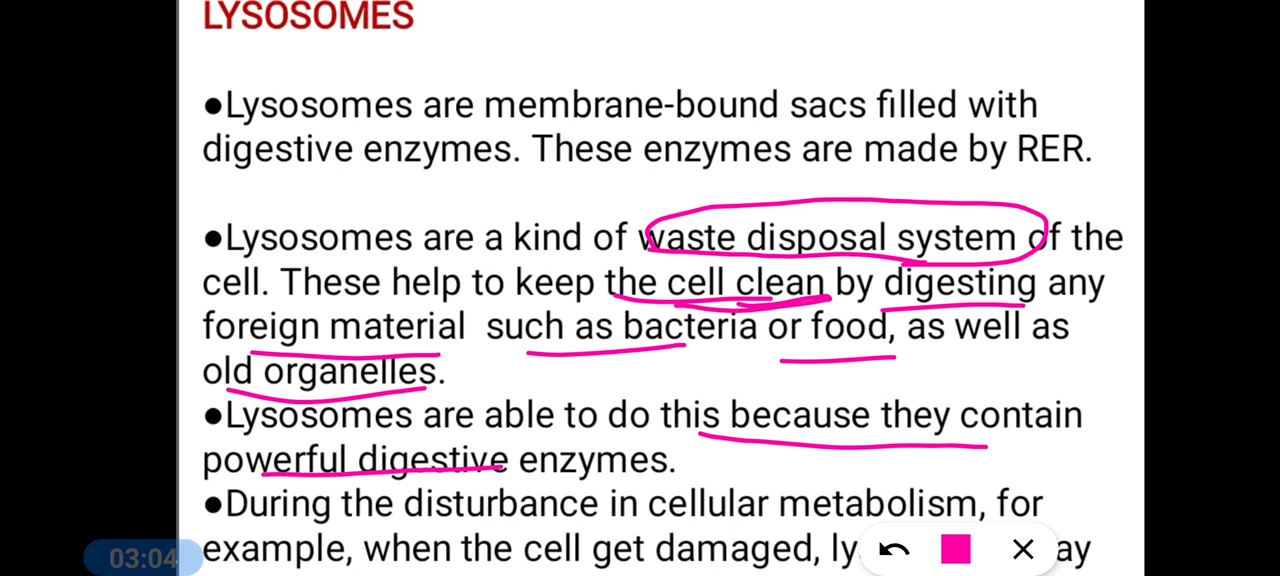 LYSOSOMES
●Lysosomes are membrane-bound sacs filled with
digestive enzymes. These enzymes are made by RER.
●Lysosomes are a kind of waste disposal system of the
cell. These help to keep the cell clean by digesting any
foreign material such as bacteria or food, as well as
old organelles.
●Lysosomes are able to do this because they contain
powerful digestive enzymes.
●During the disturbance in cellular metabolism, for
example, when the cell get damaged,
03:04